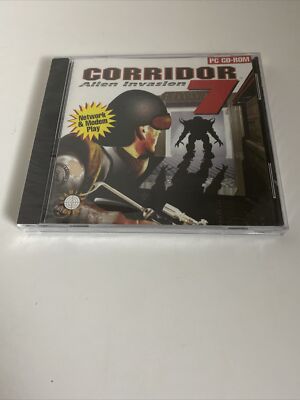 PC CD-ROM
CORRIDOR
7
Alien Invasion
Network
& Modem
Play